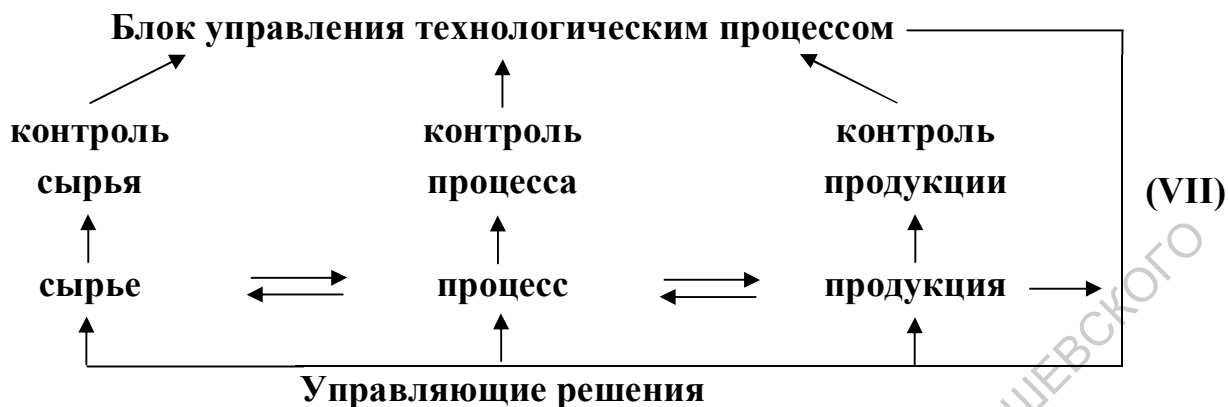 Блок управления технологическим процессом
контроль контроль контроль
сырья процесса продукции
(VII)
сырье процесс продукция
Управляющие решения